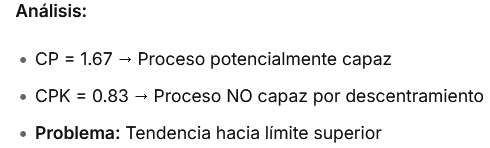 Análisis:
• CP = 1.67 → Proceso potencialmente capaz
• CPK = 0.83 → Proceso NO capaz por descentramiento
• Problema: Tendencia hacia límite superior